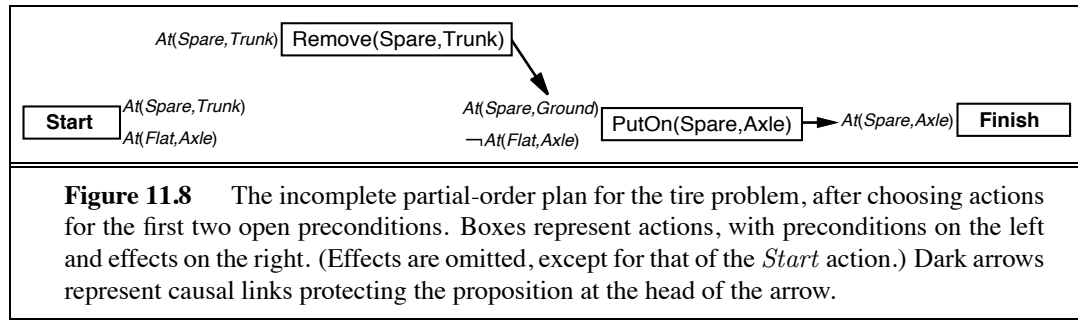 At(Spare,Trunk) Remove(Spare,Trunk)
Start At(Spare,Trunk) At(Flat,Axle)
At(Spare,Ground) ¬At(Flat,Axle) PutOn(Spare,Axle) At(Spare,Axle) Finish
Figure 11.8 The incomplete partial-order plan for the tire problem, after choosing actions
for the first two open preconditions. Boxes represent actions, with preconditions on the left
and effects on the right. (Effects are omitted, except for that of the Start action.) Dark arrows
represent causal links protecting the proposition at the head of the arrow.